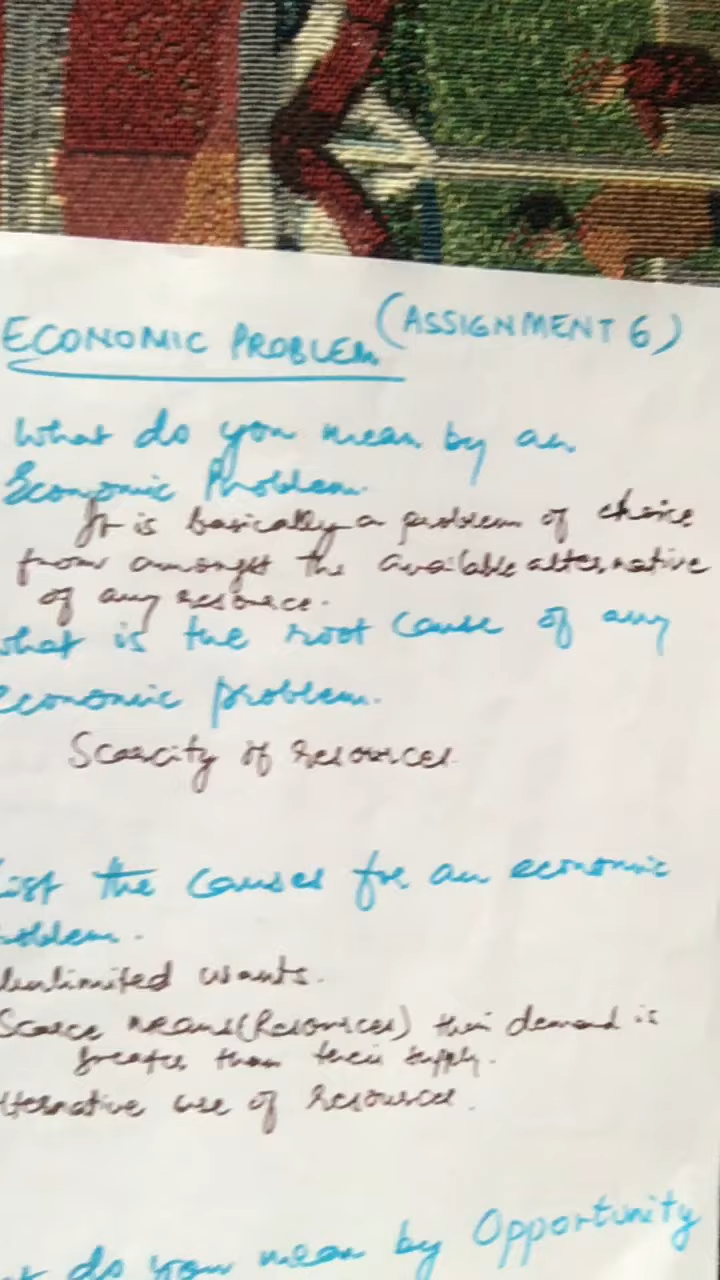 (ASSIGNMENT 6)
ECONOMIC PROBLEM
What do you mean by an
Economic Problem.
It is basically a problem of choice
from amongst the available alternative
of any resource.
what is the root cause of any
economic problem.
Scarcity of resources
List the causes for an economic
problem.
Unlimited wants.
Scarce means (Resources) their demand is
greater than their supply.
lternative use of Resources.
t do you mean by Opportunity